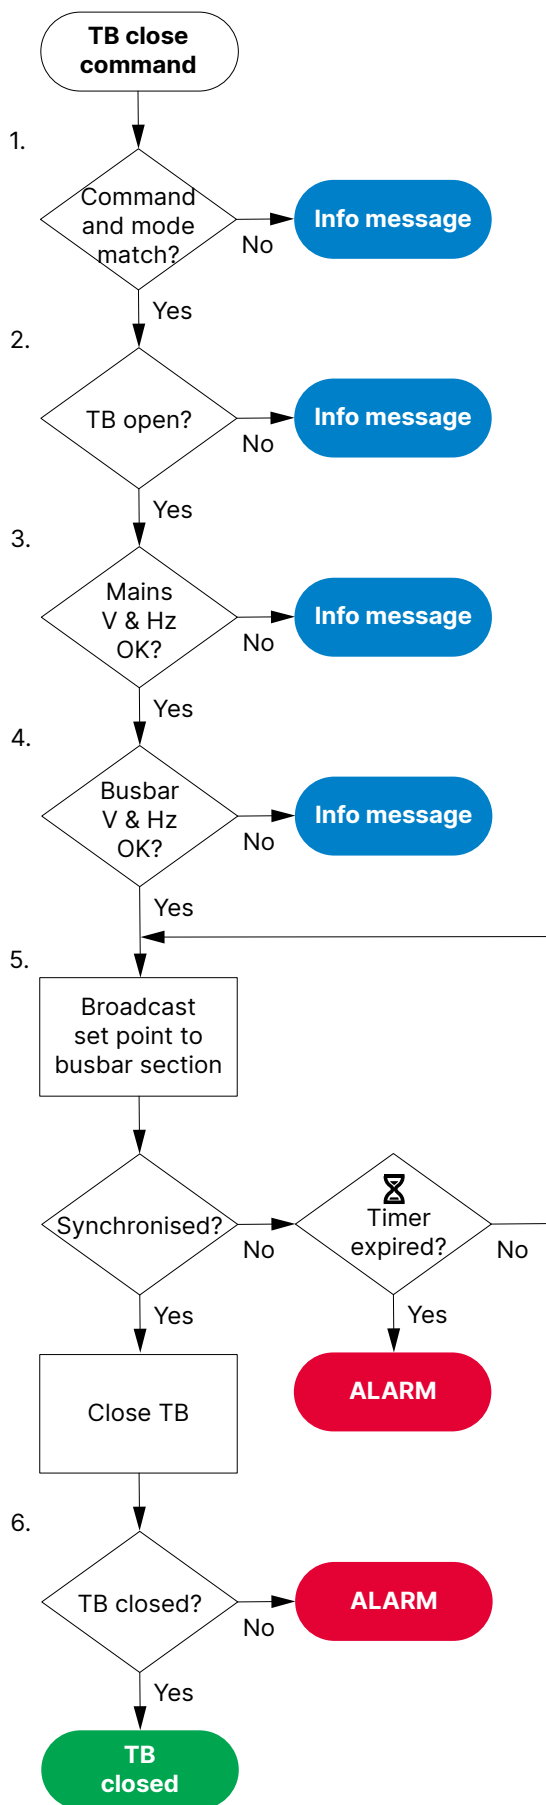 TB close
command
1.
Command
and mode
match?
No
Info message
Yes
2.
TB open?
No
Info message
Yes
3.
Mains
V & Hz
OK?
No
Info message
Yes
4.
Busbar
V & Hz
OK?
No
Info message
Yes
5.
Broadcast
set point to
busbar section
Synchronised?
No
Timer
expired?
No
Yes
Yes
ALARM
Close TB
6.
TB closed?
No
ALARM
Yes
TB
closed